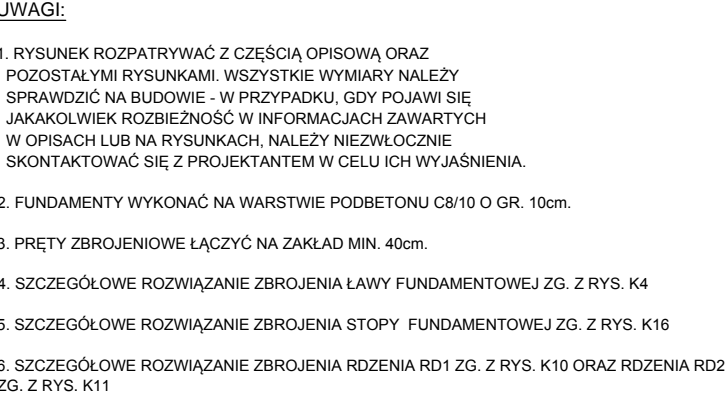 UWAGI:
1. RYSUNEK ROZPATRYWAĆ Z CZĘŚCIĄ OPISOWĄ ORAZ
POZOSTAŁYMI RYSUNKAMI. WSZYSTKIE WYMIARY NALEŻY
SPRAWDZIĆ NA BUDOWIE - W PRZYPADKU, GDY POJAWI SIĘ
JAKAKOLWIEK ROZBIEŻNOŚĆ W INFORMACJACH ZAWARTYCH
W OPISACH LUB NA RYSUNKACH, NALEŻY NIEZWŁOCZNIE
SKONTAKTOWAĆ SIĘ Z PROJEKTANTEM W CELU ICH WYJAŚNIENIA.
2. FUNDAMENTY WYKONAĆ NA WARSTWIE PODBETONU C8/10 O GR. 10cm.
3. PRĘTY ZBROJENIOWE ŁĄCZYĆ NA ZAKŁAD MIN. 40cm.
4. SZCZEGÓŁOWE ROZWIĄZANIE ZBROJENIA ŁAWY FUNDAMENTOWEJ ZG. Z RYS. K4
5. SZCZEGÓŁOWE ROZWIĄZANIE ZBROJENIA STOPY FUNDAMENTOWEJ ZG. Z RYS. K16
6. SZCZEGÓŁOWE ROZWIĄZANIE ZBROJENIA RDZENIA RD1 ZG. Z RYS. K10 ORAZ RDZENIA RD2
ZG. Z RYS. K11